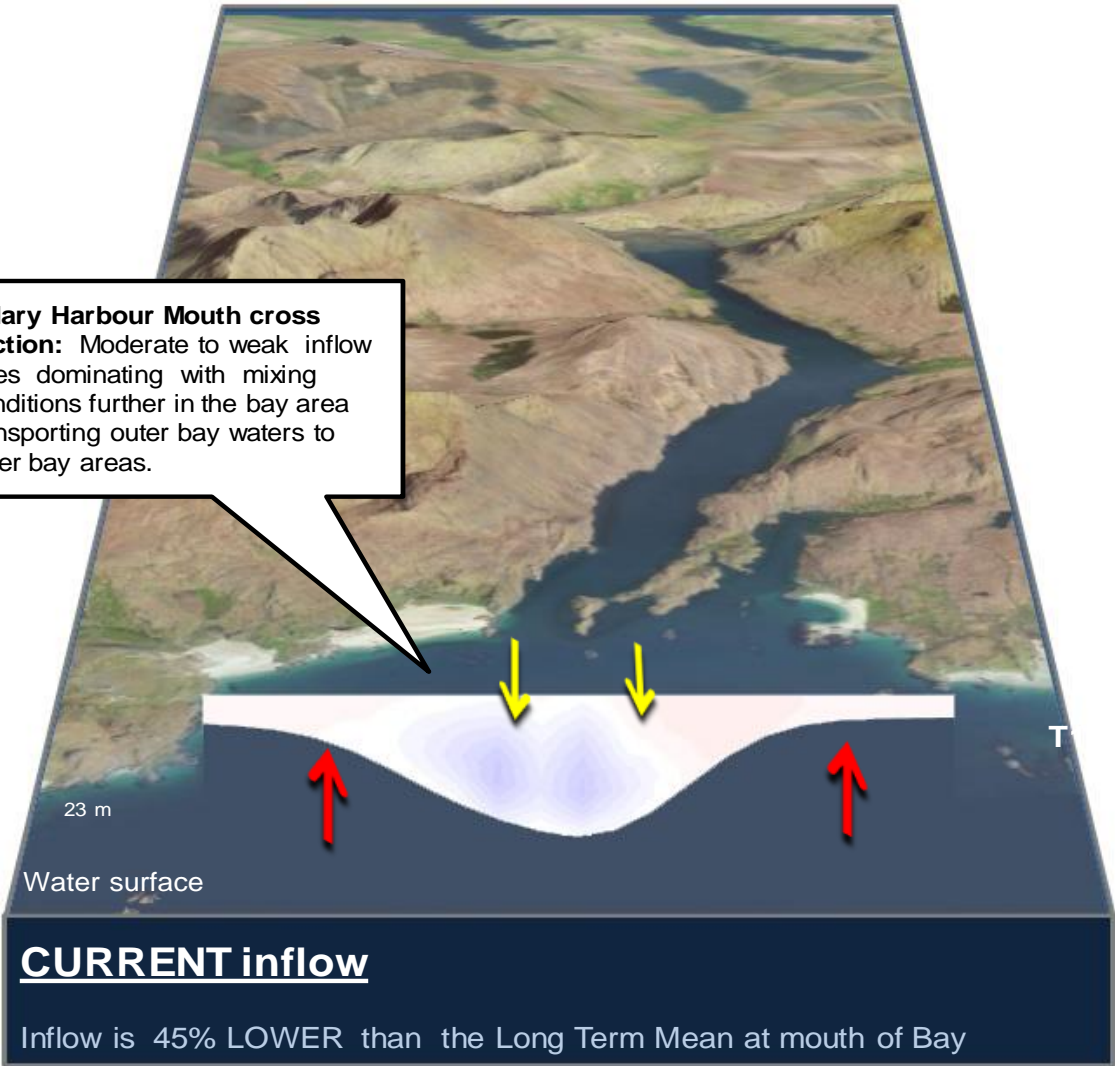 lary Harbour Mouth cross
ction: Moderate to weak inflow
es dominating with mixing
nditions further in the bay area
nsporting outer bay waters to
er bay areas.
23 m
Water surface
CURRENT inflow
Inflow is 45% LOWER than the Long Term Mean at mouth of Bay